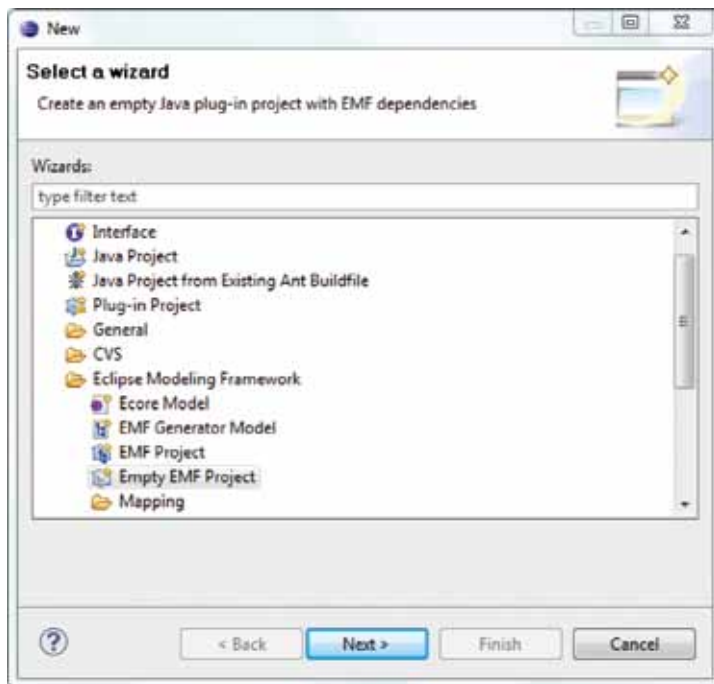 New
Select a wizard
Create an empty Java plug-in project with EMF dependencies
Wizards:
type filter text
Interface
Java Project
Java Project from Existing Ant Buildfile
Plug-in Project
General
CVS
Eclipse Modeling Framework
Ecore Model
EMF Generator Model
EMF Project
Empty EMF Project
Mapping
? < Back Next > Finish Cancel